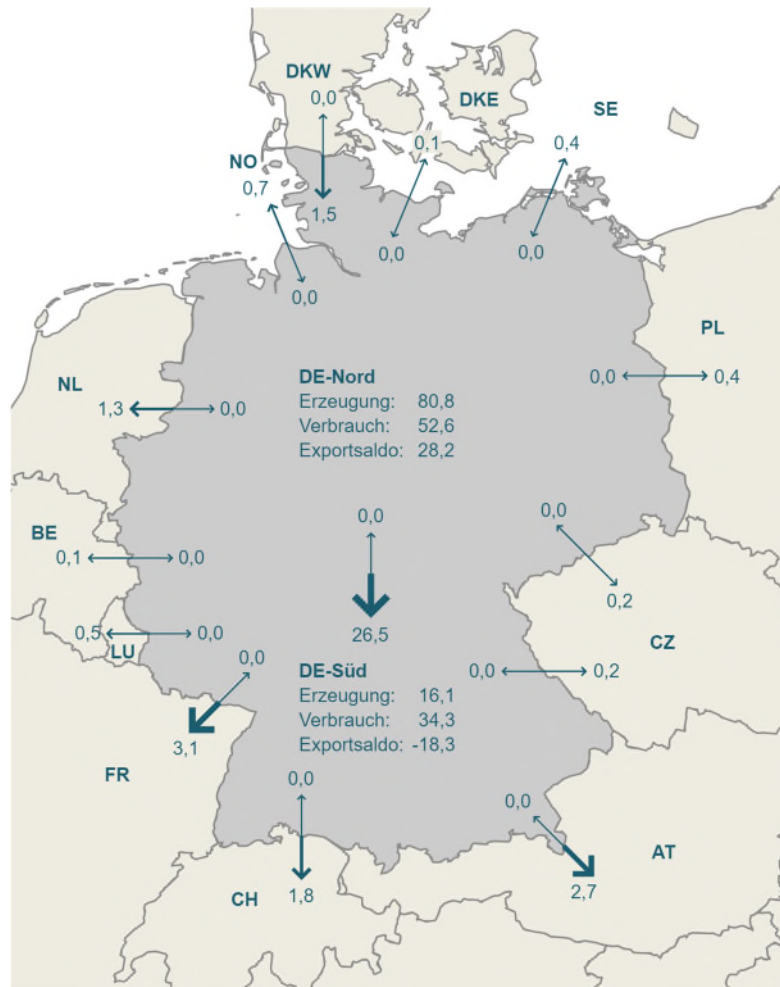 DKW
0,0
DKE
SE
0,1
0,4
NO
0,7
1,5
0,0
0,0
0,0
PL
NL
1,3
0,0
DE-Nord
Erzeugung: 80,8
Verbrauch: 52,6
Exportsaldo: 28,2
0,0
0,4
BE
0,1
0,0
0,0
0,0
0,2
0,5
0,0
LU
26,5
CZ
0,0
DE-Süd
Erzeugung: 16,1
Verbrauch: 34,3
Exportsaldo: -18,3
0,0
0,2
3,1
FR
0,0
0,0
AT
CH
1,8
2,7